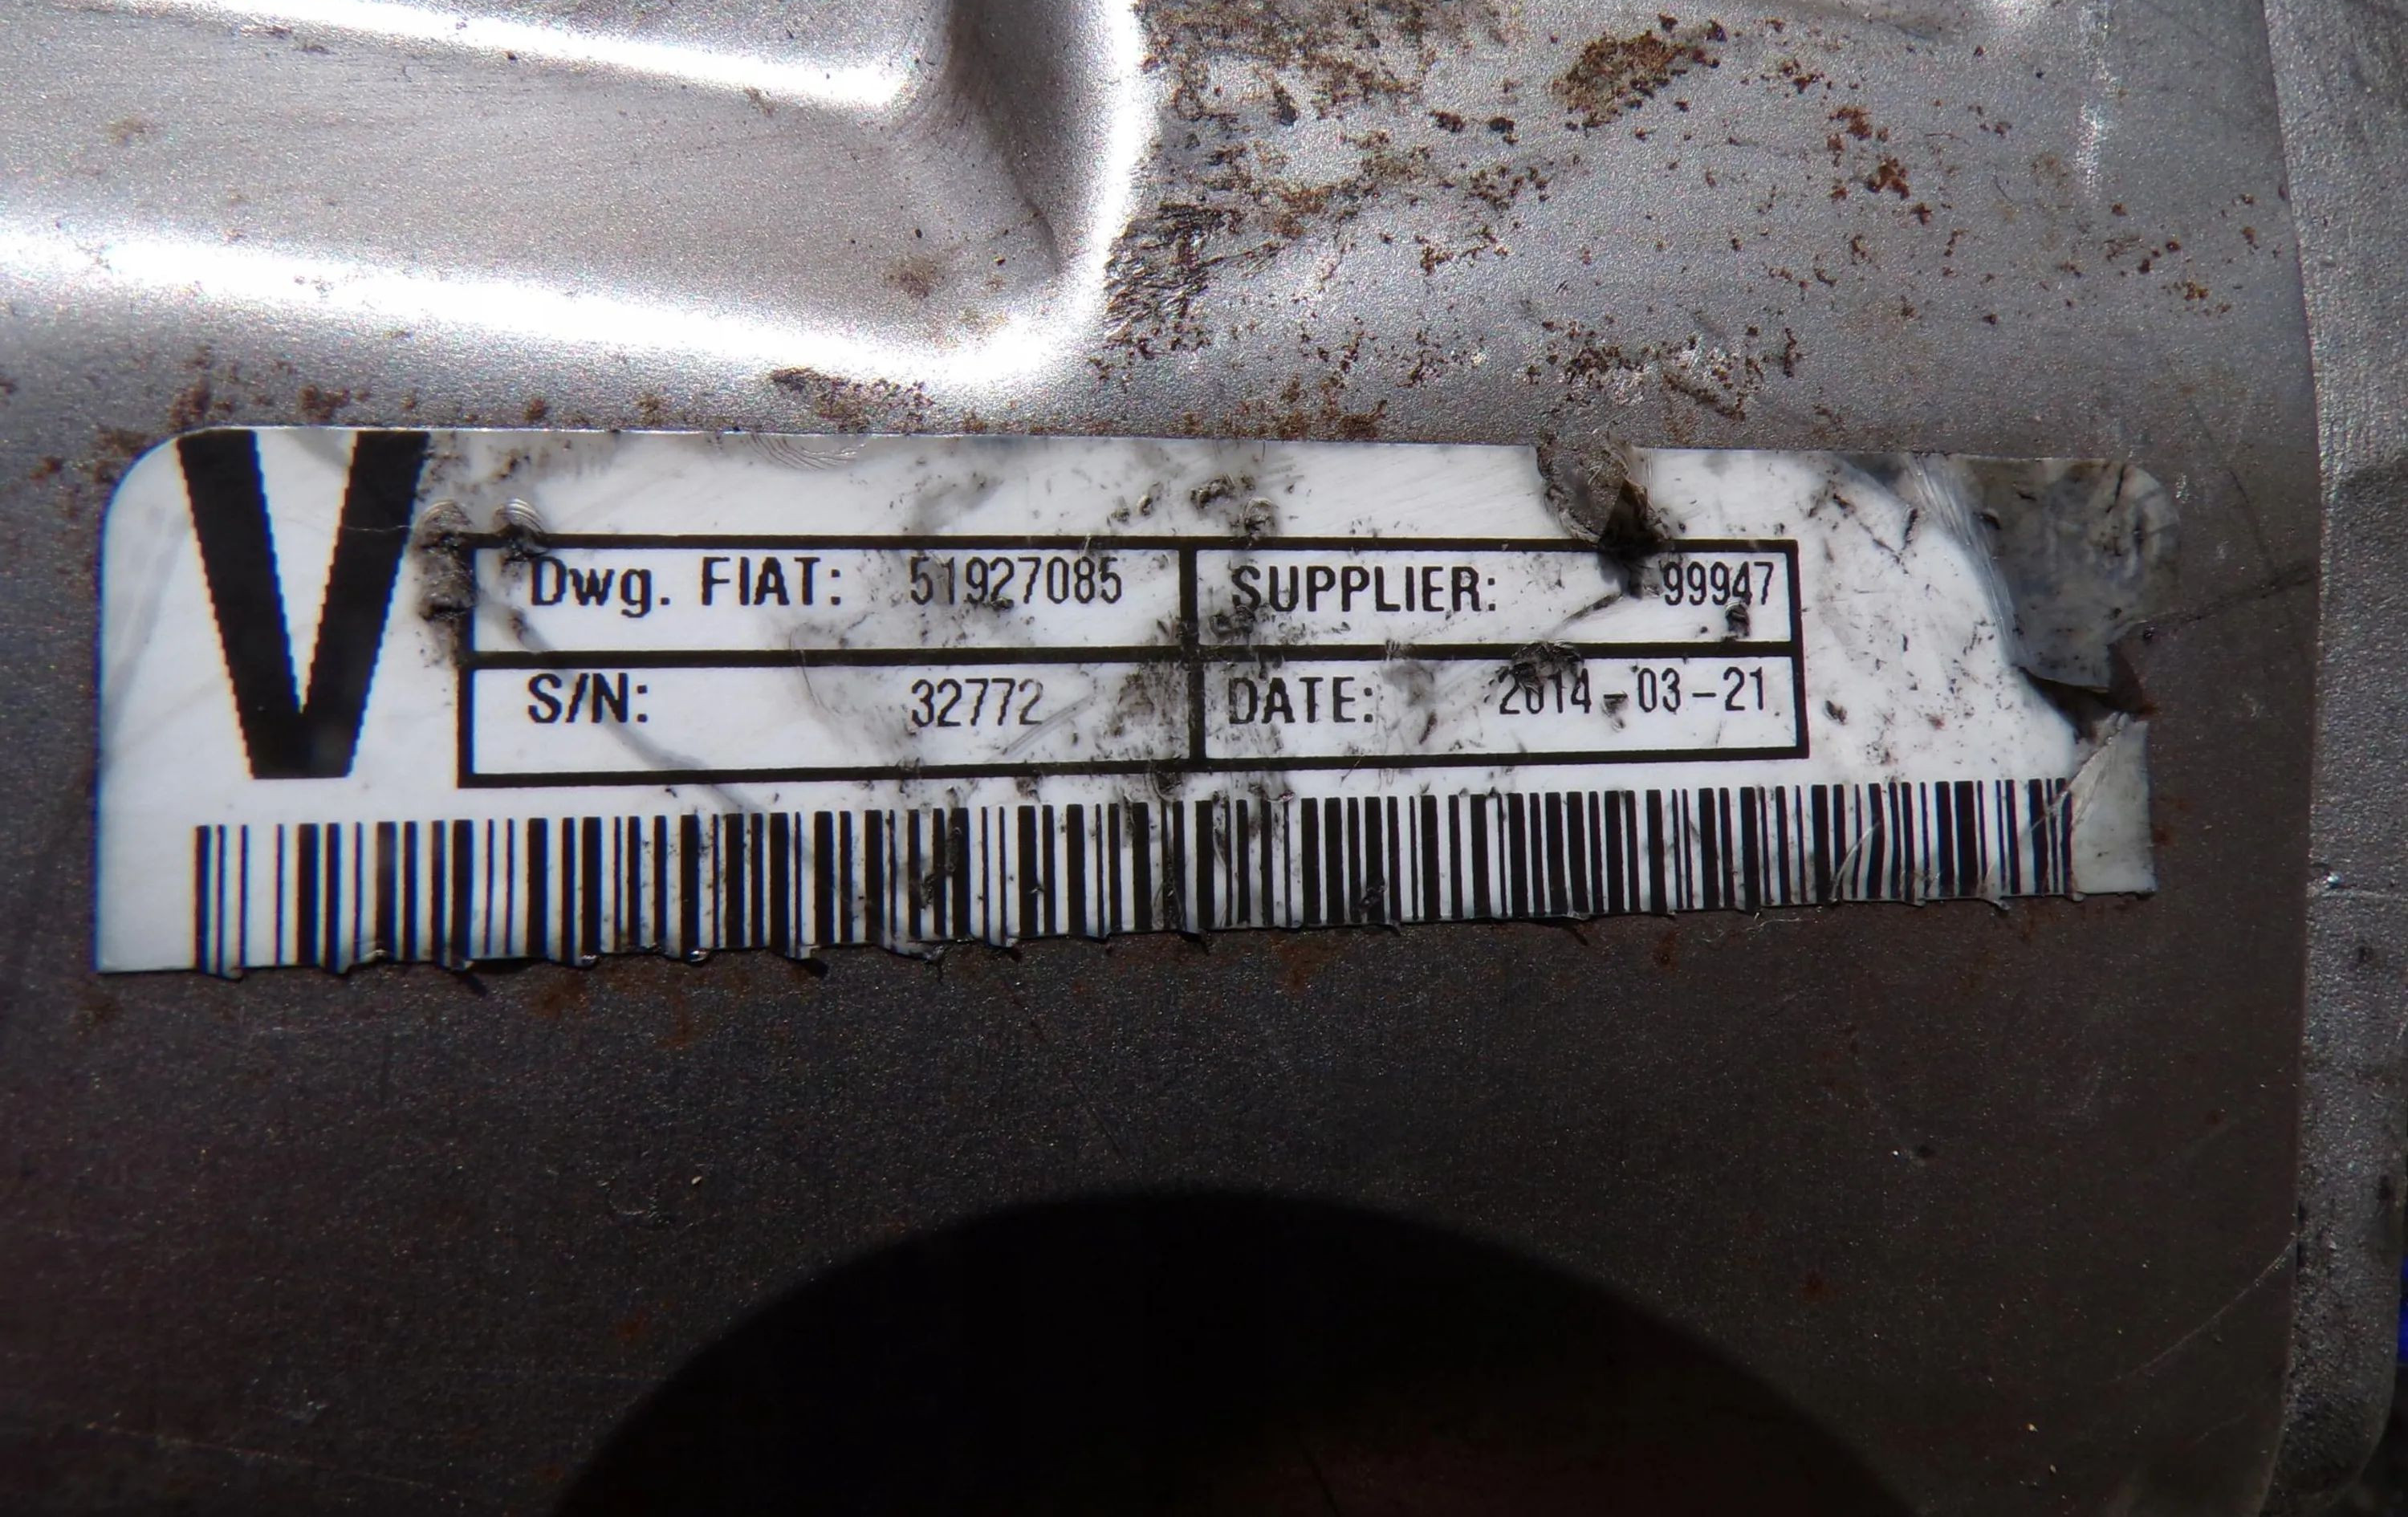 V
Dwg. FIAT: 51927085 SUPPLIER: 99947
S/N: 32772 DATE: 2014-03-21